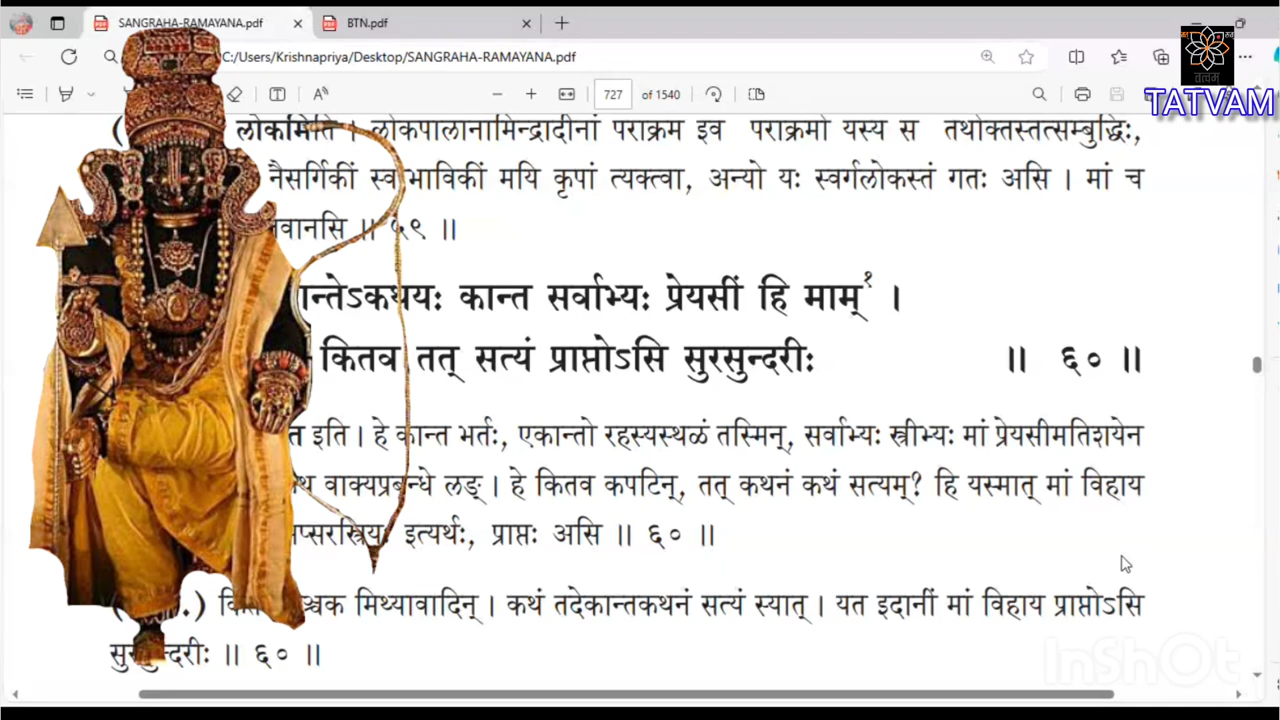 SANGRAHA-RAMAYANA.pdf
BTN.pdf
C:/Users/Krishnapriya/Desktop/SANGRAHA-RAMAYANA.pdf
तत्वम
TATVAM
727 of 1540
लोकामिति । लोकपालानामिन्द्रादीनां पराक्रम इव पराक्रमो यस्य स तथोक्तस्तत्सम्बुद्धिः,
नैसर्गिकीं स्वाभाविकीं मयि कृपां त्यक्त्वा, अन्यो यः स्वर्गलोकस्तं गतः असि । मां च
वानसि ॥ ५९ ॥
न्तेऽकथयः कान्त सर्वाभ्यः प्रेयसीं हि माम्१ ।
कितव तत् सत्यं प्राप्तोऽसि सुरसुन्दरीः ॥ ६० ॥
इति । हे कान्त भर्तः, एकान्तो रहस्यस्थळं तस्मिन्, सर्वाभ्यः स्त्रीभ्यः मां प्रेयसीमतिशयेन
वाक्यप्रबन्धे लङ् । हे कितव कपटिन्, तत् कथनं कथं सत्यम्? हि यस्मात् मां विहाय
इत्यर्थः, प्राप्तः असि ॥ ६० ॥
मिथ्यावादिन् । कथं तदेकान्तकथनं सत्यं स्यात् । यत इदानीं मां विहाय प्राप्तोऽसि
सुरसुन्दरीः ॥ ६० ॥
InShOt